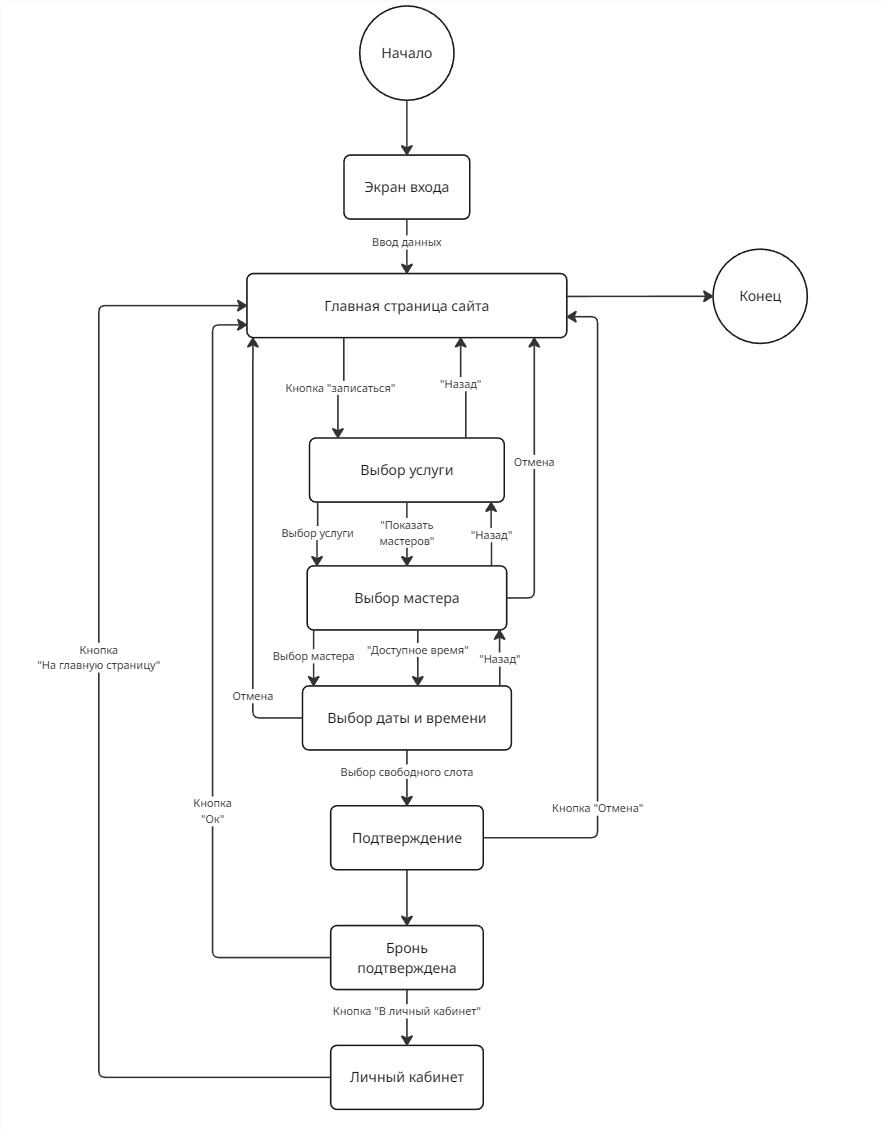 Начало
Экран входа
Ввод данных
Главная страница сайта
Конец
Кнопка "записаться"
"Назад"
Выбор услуги
Отмена
Выбор услуги
"Показать
мастеров"
"Назад"
Выбор мастера
Кнопка
"На главную страницу"
Выбор мастера
"Доступное время"
"Назад"
Отмена
Выбор даты и времени
Выбор свободного слота
Кнопка
"Ок"
Кнопка "Отмена"
Подтверждение
Бронь
подтверждена
Кнопка "В личный кабинет"
Личный кабинет